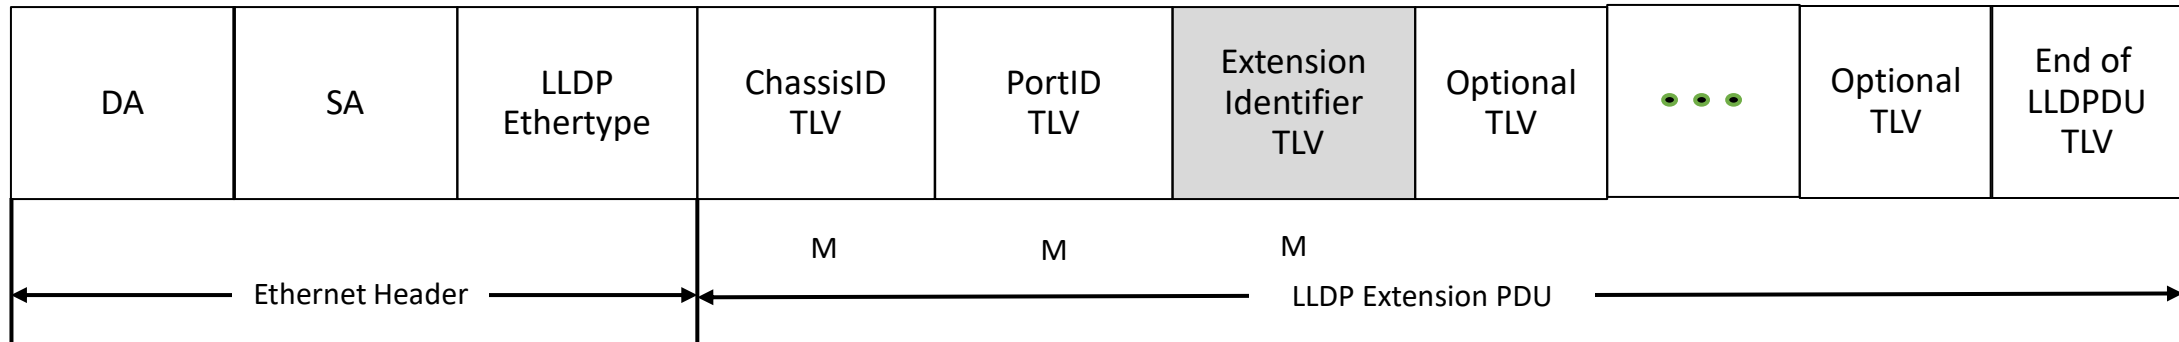 DA
SA
LLDP
Ethertype
ChassisID
TLV
PortID
TLV
Extension
Identifier
TLV
Optional
TLV
Optional
TLV
End of
LLDPDU
TLV
M
M
M
Ethernet Header
LLDP Extension PDU